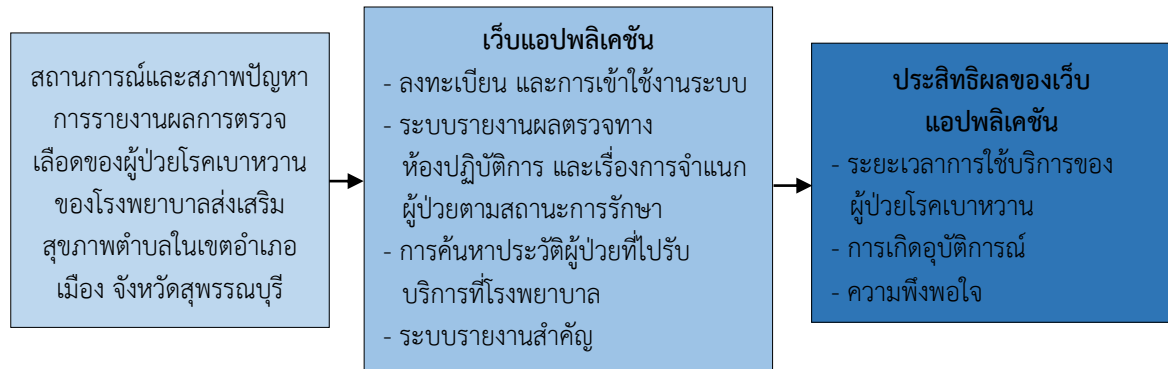 สถานการณ์และสภาพปัญหา
การรายงานผลการตรวจ
เลือดของผู้ป่วยโรคเบาหวาน
ของโรงพยาบาลส่งเสริม
สุขภาพตำบลในเขตอำเภอ
เมือง จังหวัดสุพรรณบุรี
เว็บแอปพลิเคชัน
- ลงทะเบียน และการเข้าใช้งานระบบ
- ระบบรายงานผลตรวจทาง
ห้องปฏิบัติการ และเรื่องการจำแนก
ผู้ป่วยตามสถานะการรักษา
- การค้นหาประวัติผู้ป่วยที่ไปรับ
บริการที่โรงพยาบาล
- ระบบรายงานสำคัญ
ประสิทธิผลของเว็บ
แอปพลิเคชัน
- ระยะเวลาการใช้บริการของ
ผู้ป่วยโรคเบาหวาน
- การเกิดอุบัติการณ์
- ความพึงพอใจ